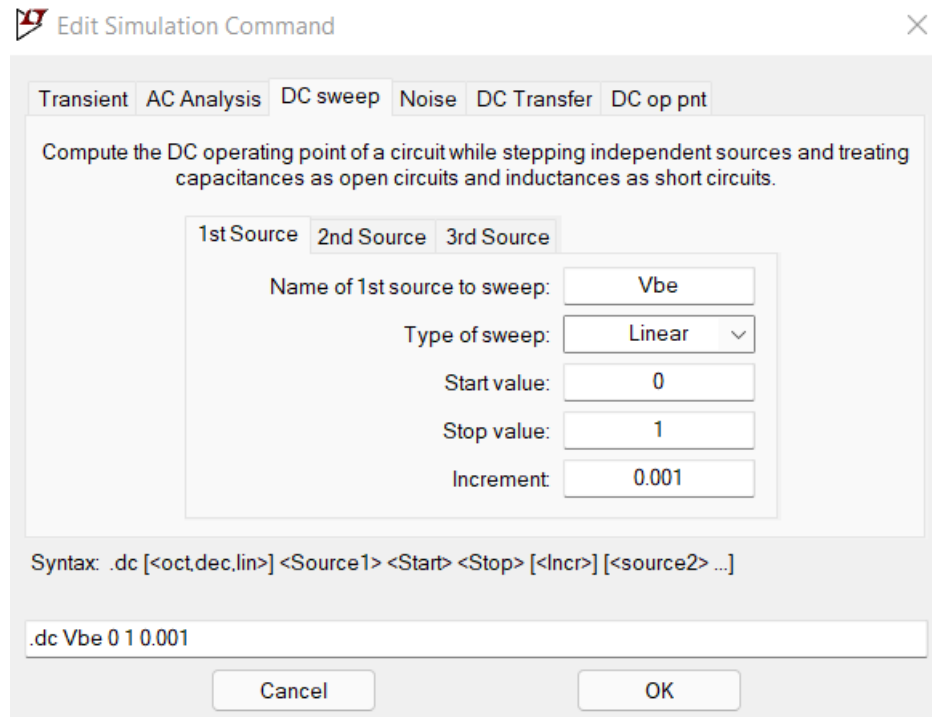 Edit Simulation Command
Transient AC Analysis DC sweep Noise DC Transfer DC op pnt
Compute the DC operating point of a circuit while stepping independent sources and treating
capacitances as open circuits and inductances as short circuits.
1st Source 2nd Source 3rd Source
Name of 1st source to sweep: Vbe
Type of sweep: Linear
Start value: 0
Stop value: 1
Increment: 0.001
Syntax: .dc [<oct,dec,lin>] <Source1> <Start> <Stop> [<Incr>] [<source2> ...]
.dc Vbe 0 1 0.001
Cancel OK